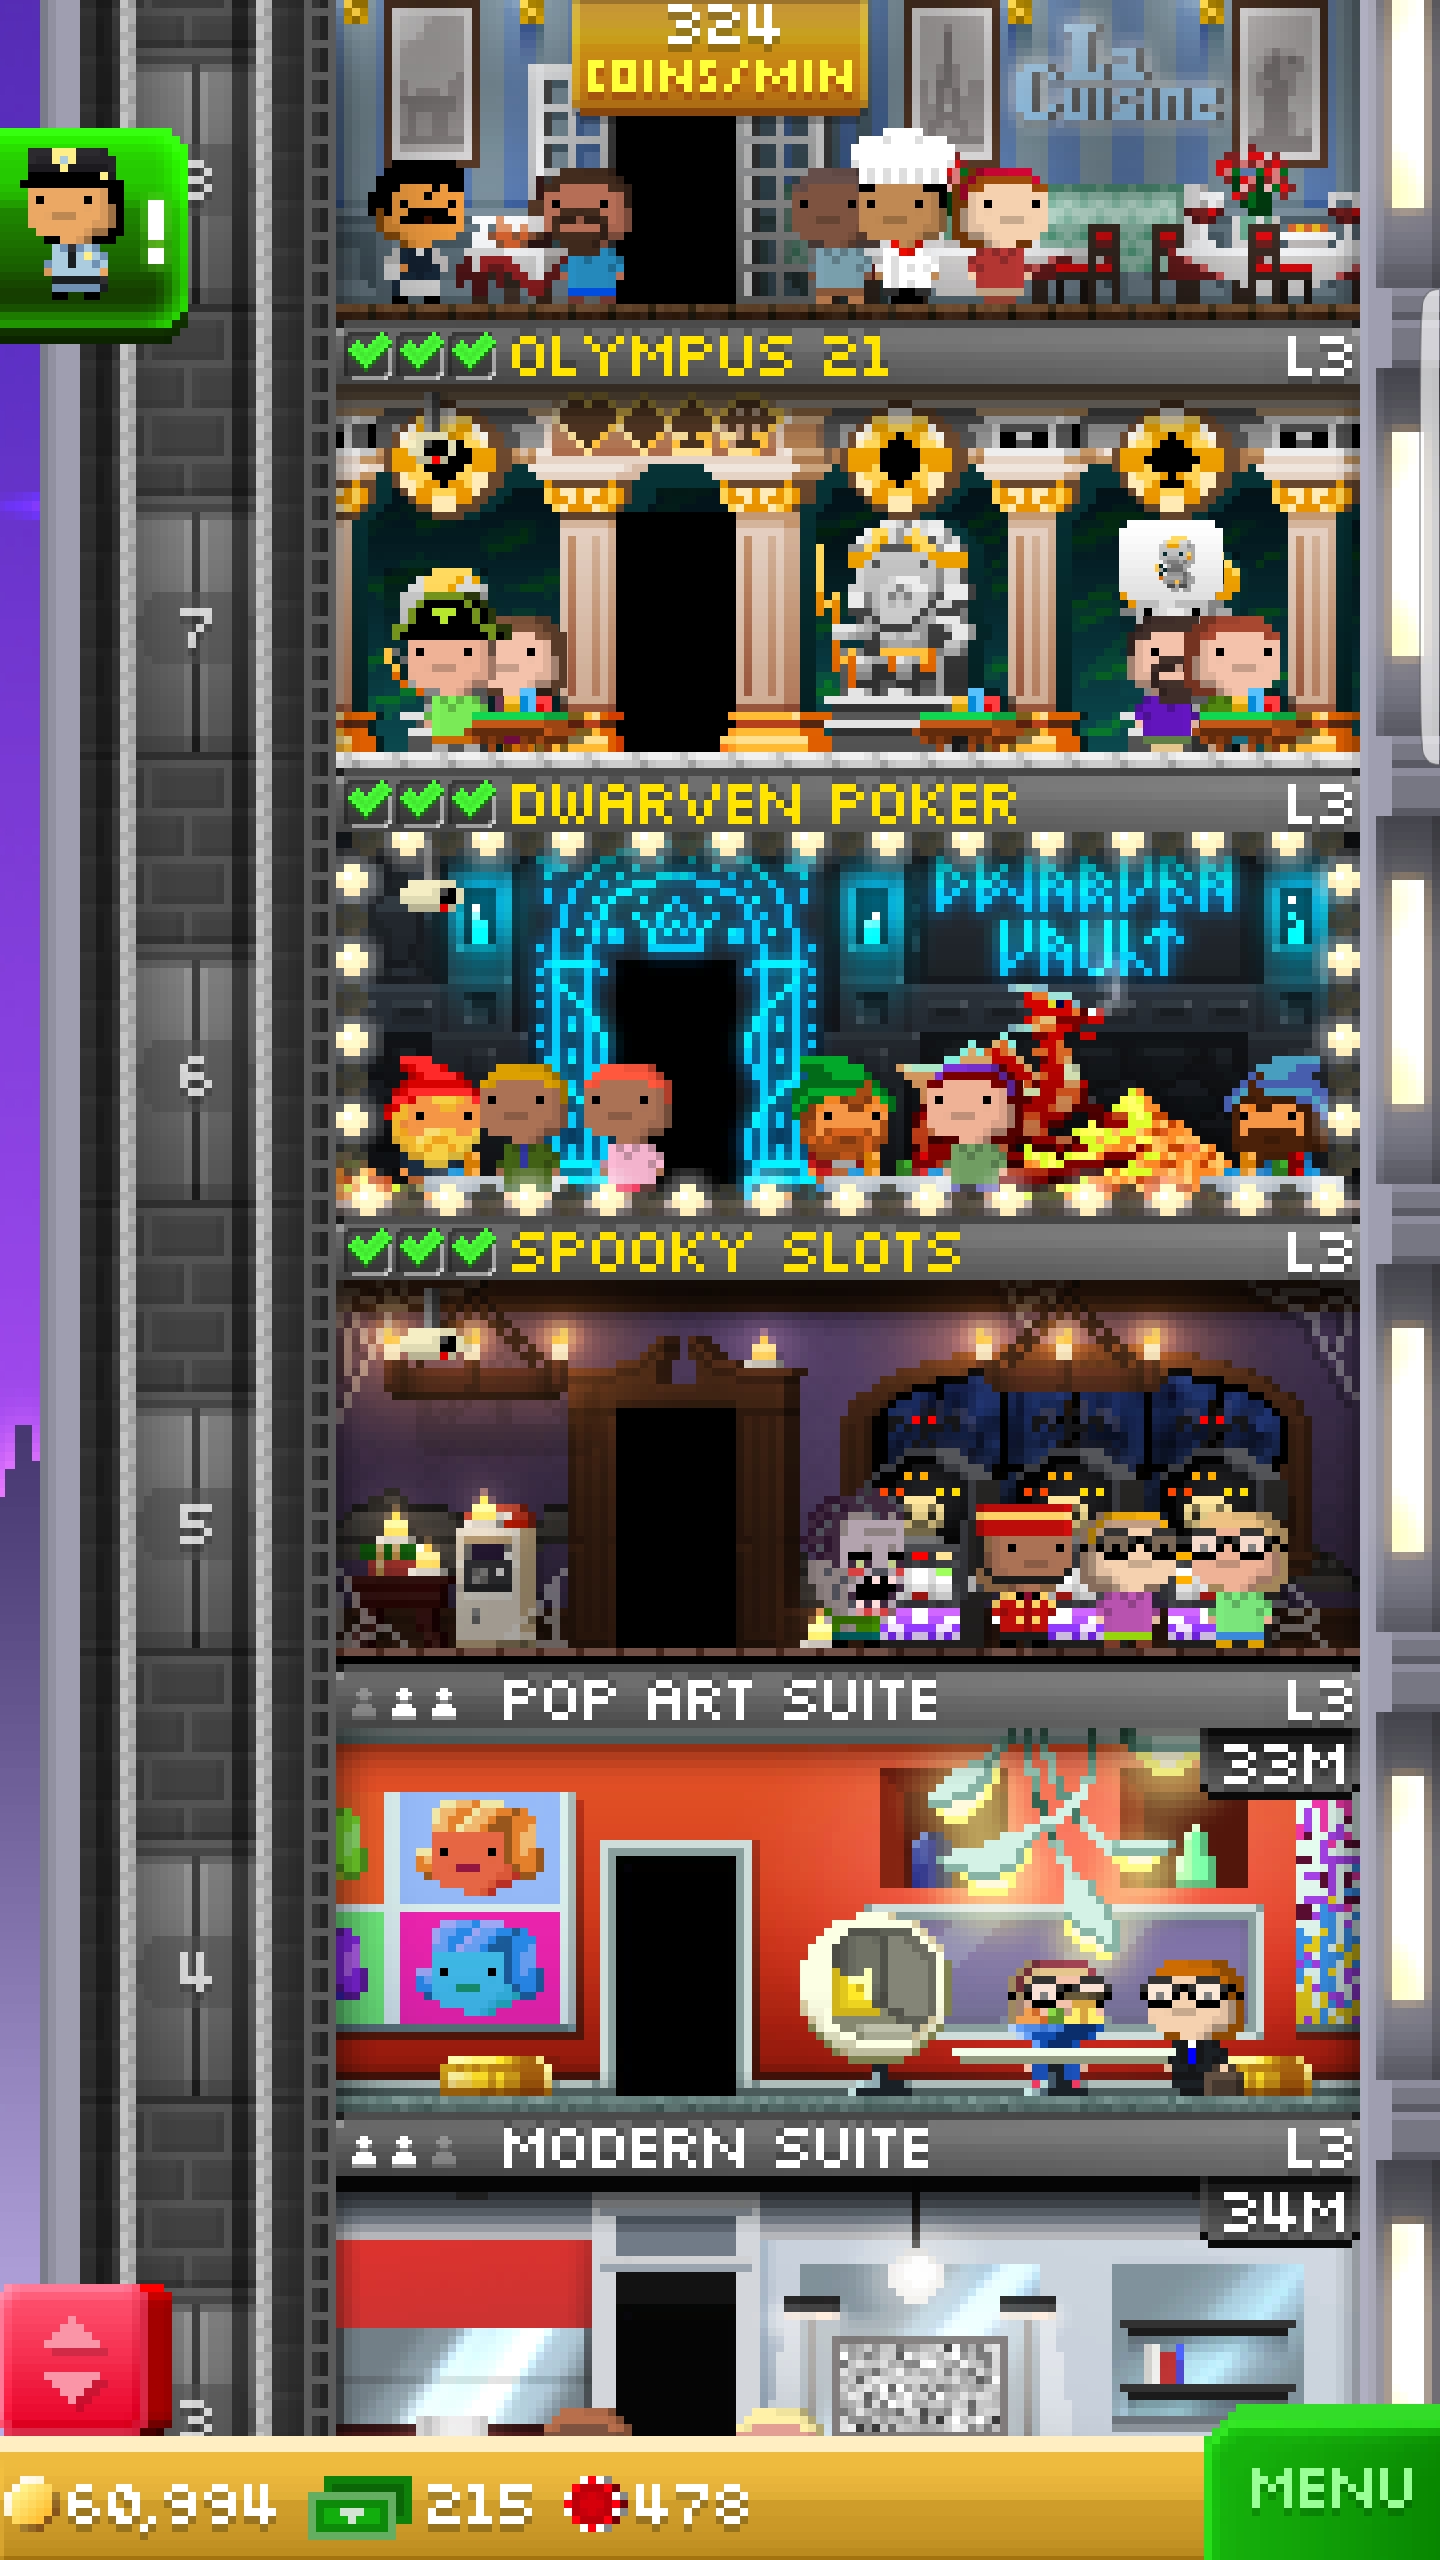 324
COINS/MIN
La
Cuisine
8
!
OLYMPUS 21 L3
7
DWARVEN POKER L3
DWARVEN
VAULT
6
SPOOKY SLOTS L3
5
POP ART SUITE L3
33M
4
MODERN SUITE L3
34M
3
60,994 215 478
MENU